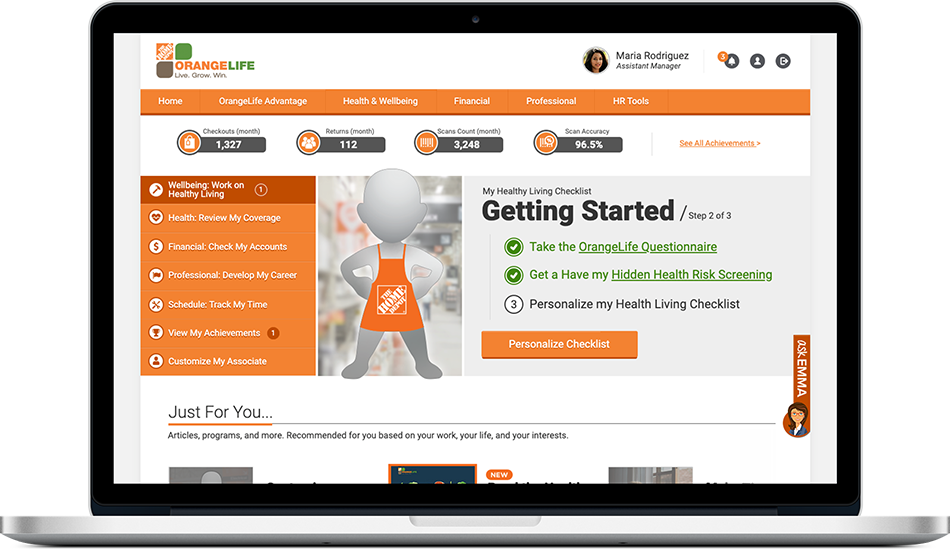 THE HOME DEPOT
ORANGELIFE
Live. Grow. Win.
Maria Rodriguez
Assistant Manager
3
Home OrangeLife Advantage Health & Wellbeing Financial Professional HR Tools
Checkouts (month) Returns (month) Scans Count (month) Scan Accuracy
1,327 112 3,248 96.5% See All Achievements >
Wellbeing: Work on
Healthy Living 1
Health: Review My Coverage
Financial: Check My Accounts
Professional: Develop My Career
Schedule: Track My Time
View My Achievements 1
Customize My Associate
THE
HOME
DEPOT
My Healthy Living Checklist
Getting Started / Step 2 of 3
Take the OrangeLife Questionnaire
Get a Have my Hidden Health Risk Screening
3 Personalize my Health Living Checklist
Personalize Checklist
ask EMMA
Just For You...
Articles, programs, and more. Recommended for you based on your work, your life, and your interests.
NEW